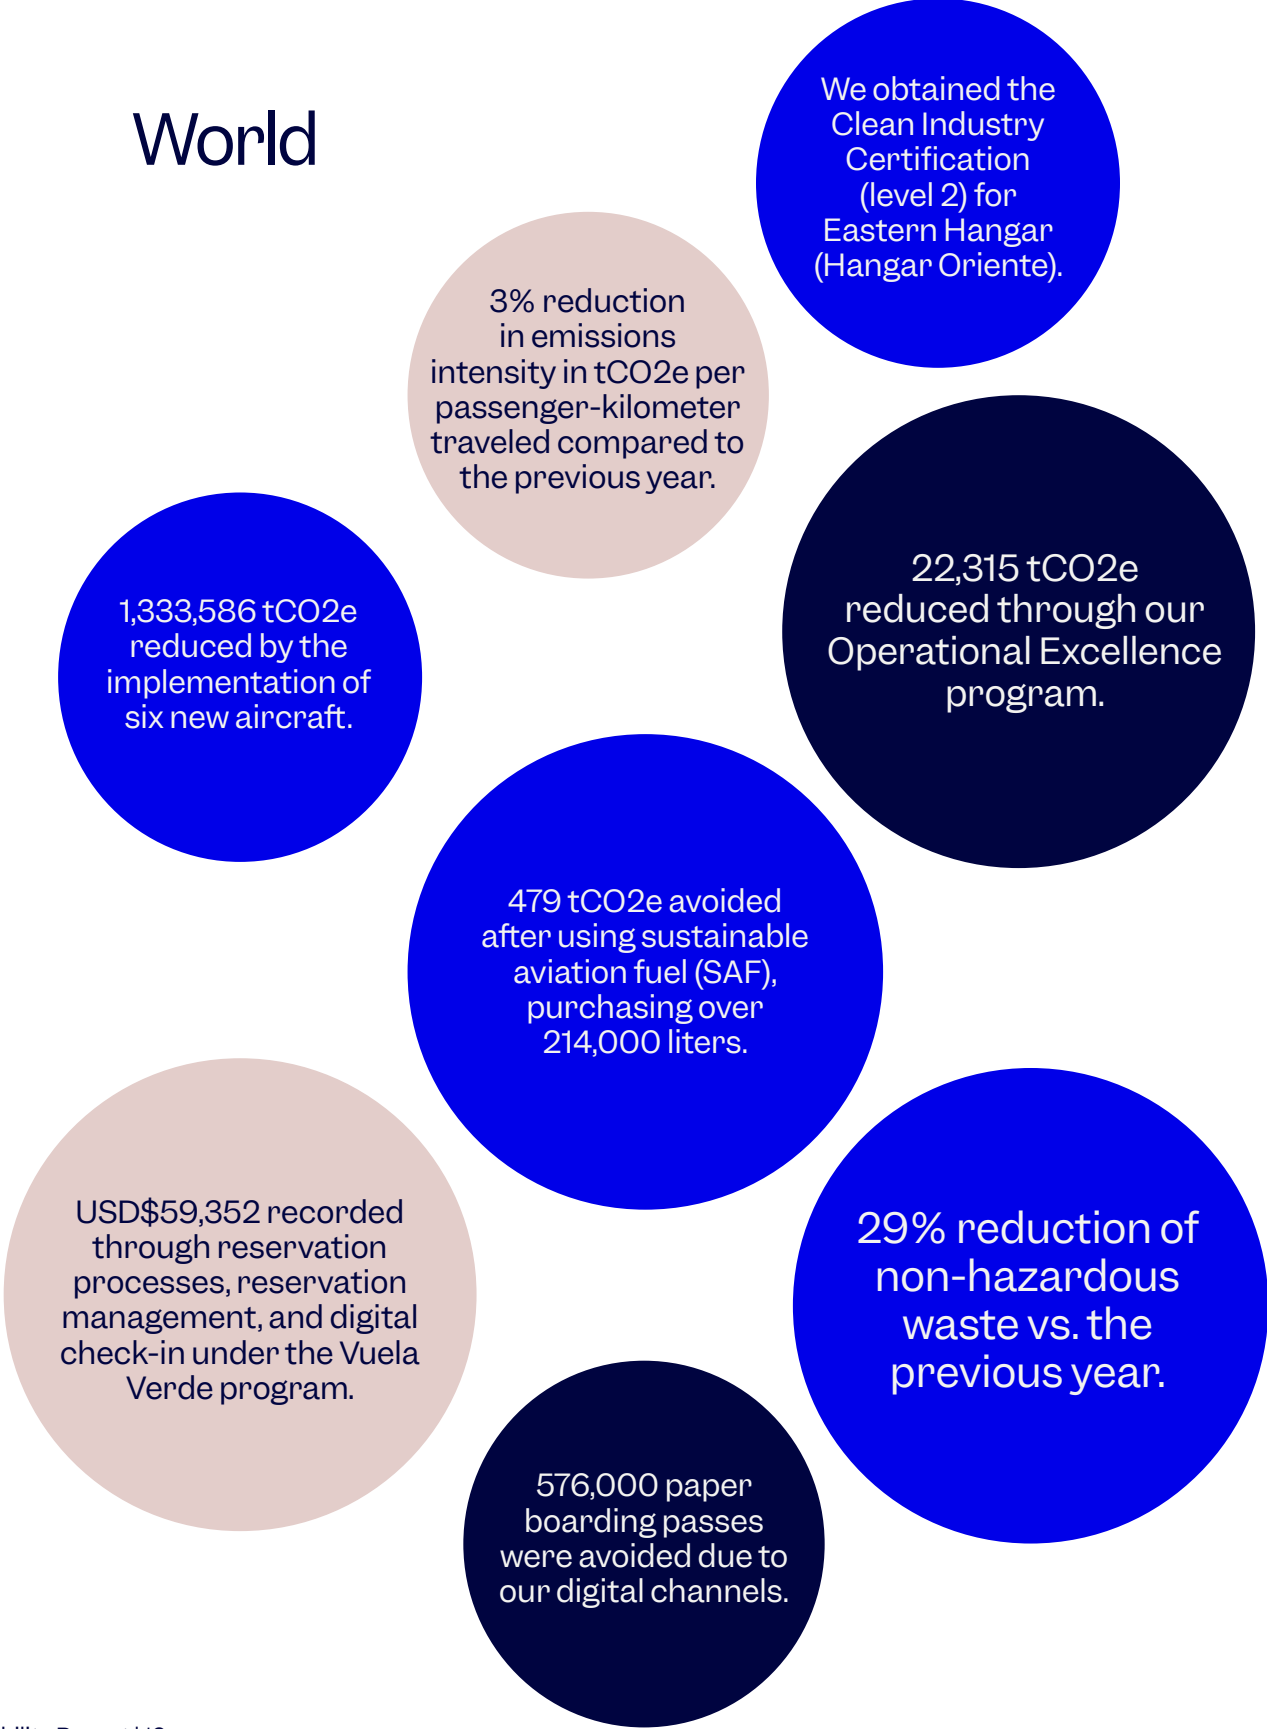 World
We obtained the
Clean Industry
Certification
(level 2) for
Eastern Hangar
(Hangar Oriente).
3% reduction
in emissions
intensity in tCO2e per
passenger-kilometer
traveled compared to
the previous year.
22,315 tCO2e
reduced through our
Operational Excellence
program.
1,333,586 tCO2e
reduced by the
implementation of
six new aircraft.
479 tCO2e avoided
after using sustainable
aviation fuel (SAF),
purchasing over
214,000 liters.
USD$59,352 recorded
through reservation
processes, reservation
management, and digital
check-in under the Vuela
Verde program.
29% reduction of
non-hazardous
waste vs. the
previous year.
576,000 paper
boarding passes
were avoided due to
our digital channels.